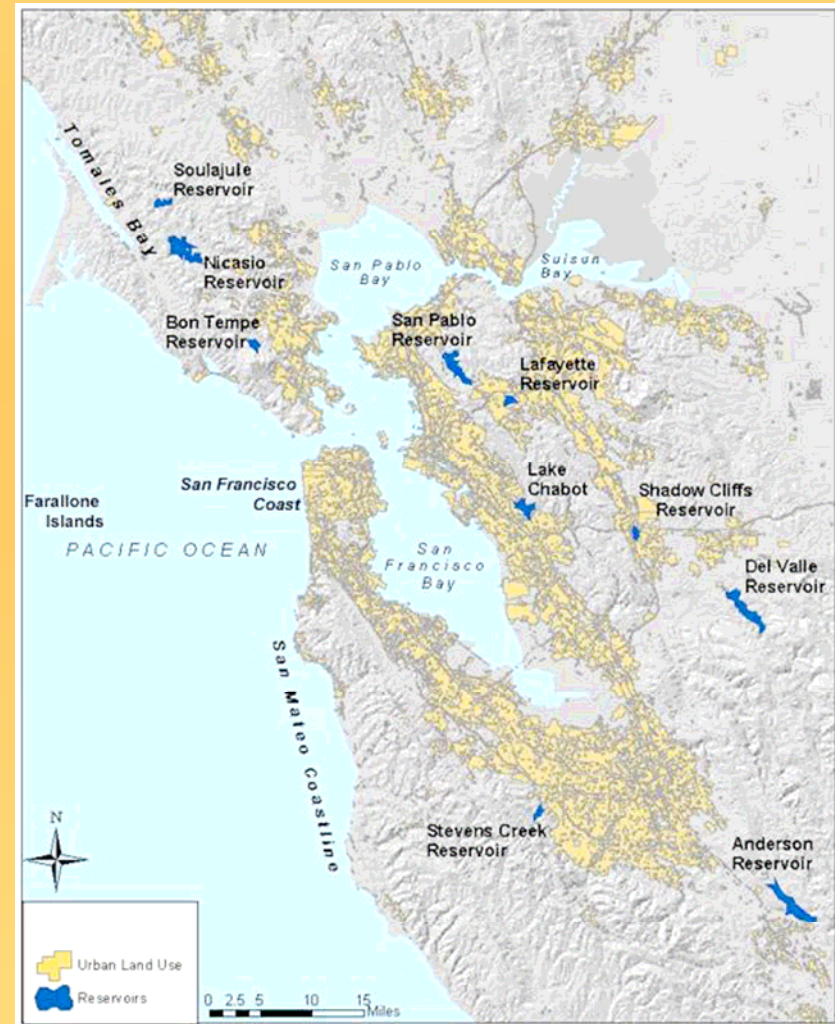 Tomales Bay
Soulajule
Reservoir
Nicasio
Reservoir
Bon Tempe
Reservoir
San Pablo
Bay
Suisun
Bay
San Pablo
Reservoir
Lafayette
Reservoir
Lake
Chabot
Shadow Cliffs
Reservoir
Del Valle
Reservoir
San Francisco
Coast
Farallone
Islands
PACIFIC OCEAN
San
Francisco
Bay
San Mateo Coastline
Stevens Creek
Reservoir
Anderson
Reservoir
N
Urban Land Use
Reservoirs
0 2.5 5 10 15
Miles